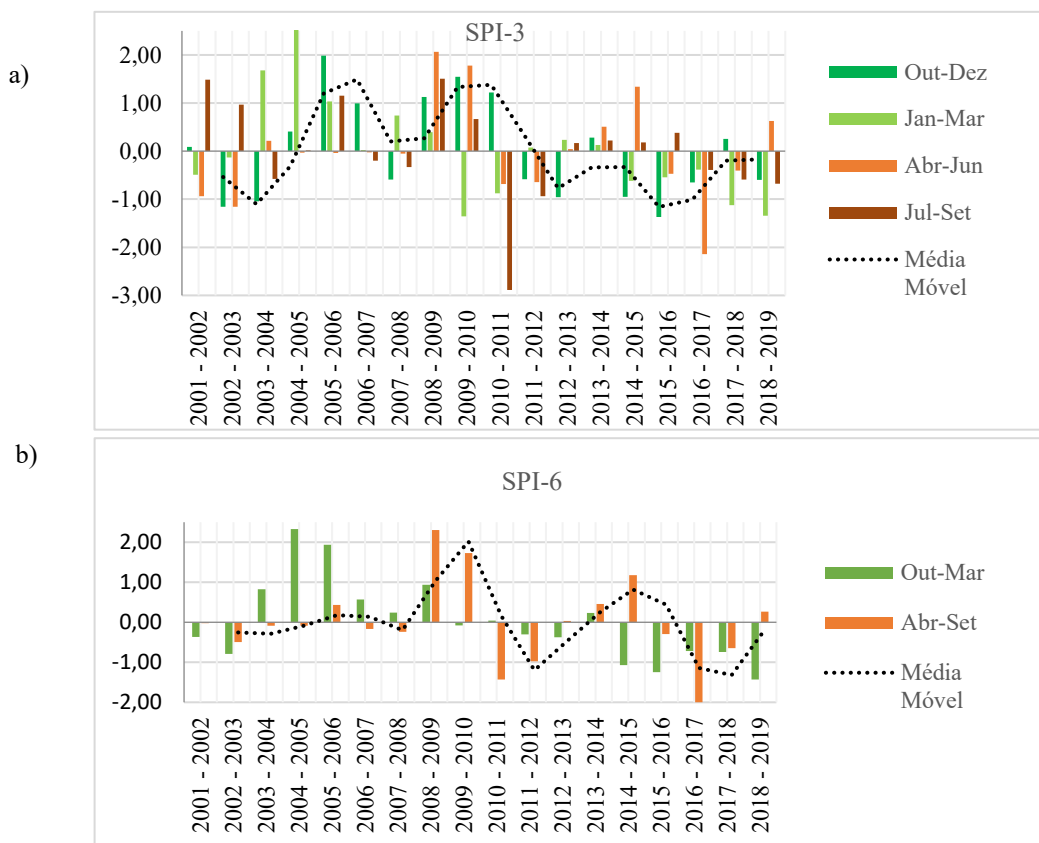 a)
SPI-3
2,00
1,00
0,00
-1,00
-2,00
-3,00
2001 - 2002
2002 - 2003
2003 - 2004
2004 - 2005
2005 - 2006
2006 - 2007
2007 - 2008
2008 - 2009
2009 - 2010
2010 - 2011
2011 - 2012
2012 - 2013
2013 - 2014
2014 - 2015
2015 - 2016
2016 - 2017
2017 - 2018
2018 - 2019
Out-Dez
Jan-Mar
Abr-Jun
Jul-Set
Média
Móvel
b)
SPI-6
2,00
1,00
0,00
-1,00
-2,00
2001 - 2002
2002 - 2003
2003 - 2004
2004 - 2005
2005 - 2006
2006 - 2007
2007 - 2008
2008 - 2009
2009 - 2010
2010 - 2011
2011 - 2012
2012 - 2013
2013 - 2014
2014 - 2015
2015 - 2016
2016 - 2017
2017 - 2018
2018 - 2019
Out-Mar
Abr-Set
Média
Móvel